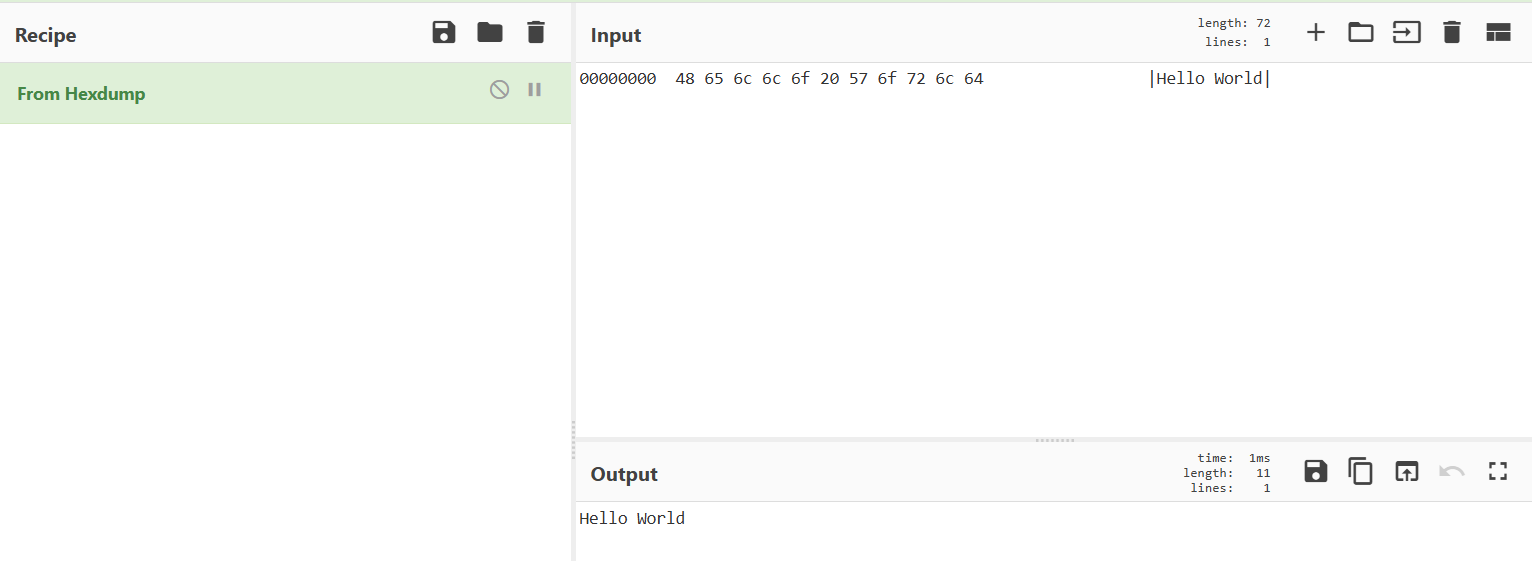 Recipe
From Hexdump
Input
length: 72
lines: 1
00000000  48 65 6c 6c 6f 20 57 6f 72 6c 64                 |Hello World|
Output
time: 1ms
length: 11
lines: 1
Hello World